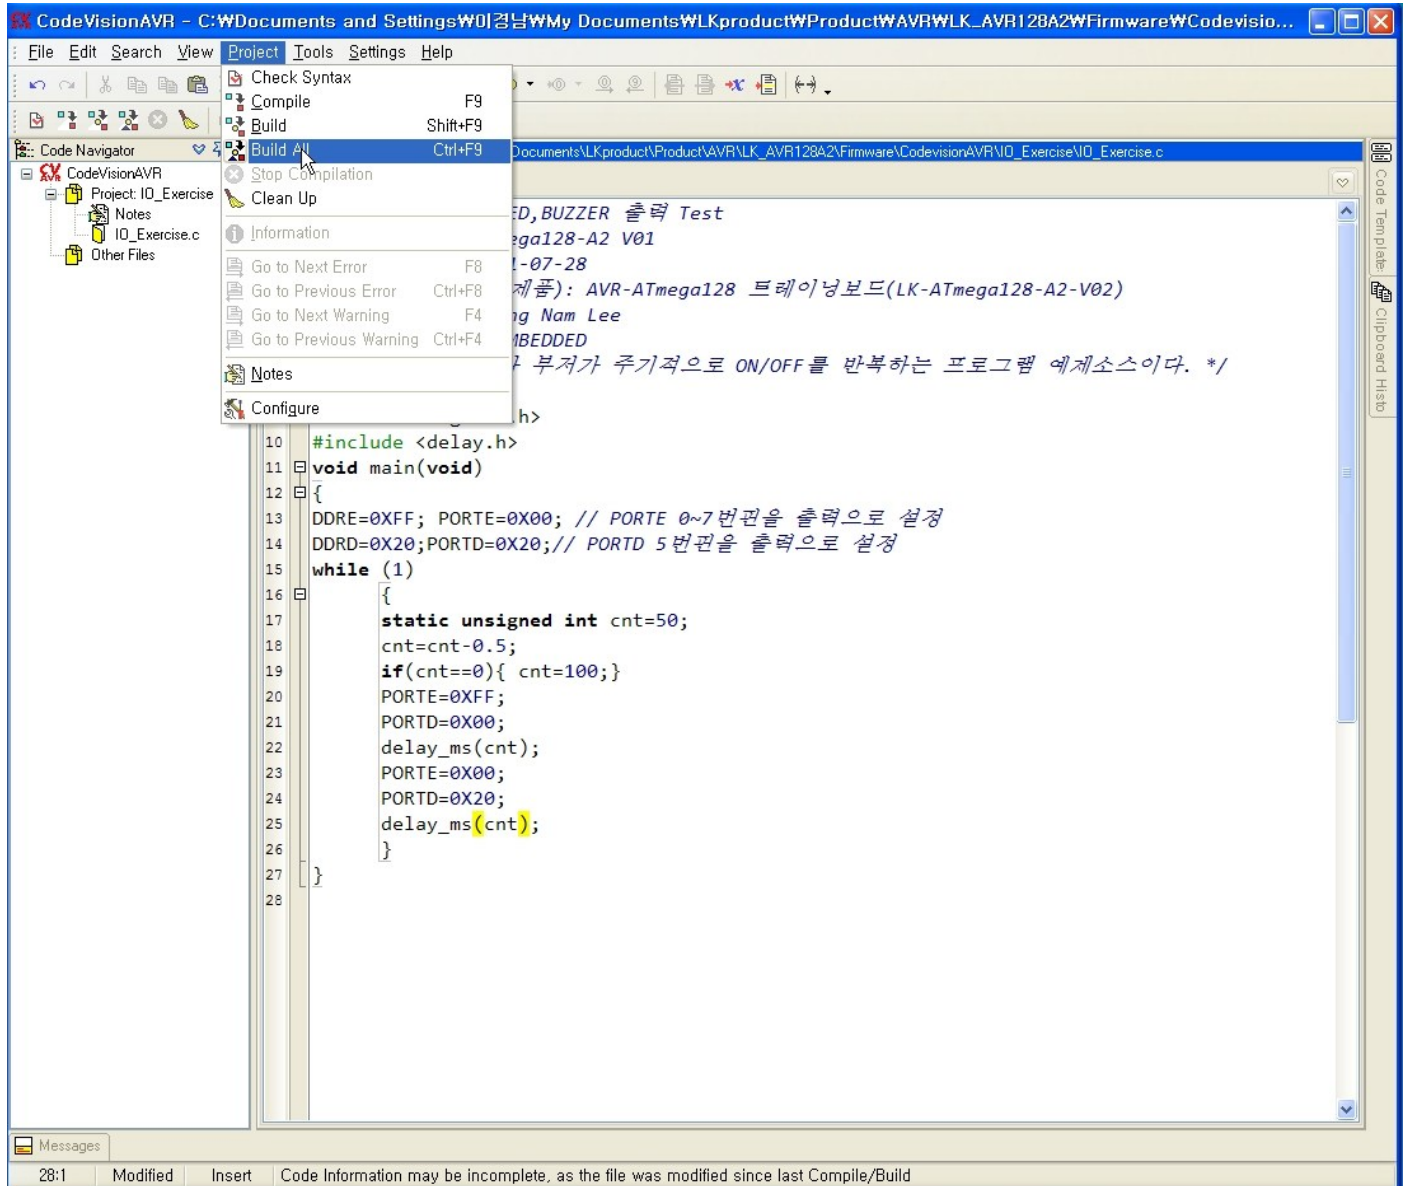 CodeVisionAVR - C:₩Documents and Settings₩이경남₩My Documents₩LKproduct₩Product₩AVR₩LK_AVR128A2₩Firmware₩Codevisio...
File Edit Search View Project Tools Settings Help
Check Syntax
Compile F9
Build Shift+F9
Build All Ctrl+F9
Stop Compilation
Clean Up
Information
Go to Next Error F8
Go to Previous Error Ctrl+F8
Go to Next Warning F4
Go to Previous Warning Ctrl+F4
Notes
Configure
Code Navigator
CodeVisionAVR
Project: IO_Exercise
Notes
IO_Exercise.c
Other Files
Documents\LKproduct\Product\AVR\LK_AVR128A2\Firmware\CodevisionAVR\IO_Exercise\IO_Exercise.c
ED,BUZZER 출력 Test
ega128-A2 V01
1-07-28
제품): AVR-ATmega128 트레이닝보드(LK-ATmega128-A2-V02)
ng Nam Lee
MBEDDED
부저가 주기적으로 ON/OFF를 반복하는 프로그램 예제소스이다. */
.h>
10 #include <delay.h>
11 void main(void)
12 {
13 DDRE=0XFF; PORTE=0X00; // PORTE 0~7번핀을 출력으로 설정
14 DDRD=0X20;PORTD=0X20;// PORTD 5번핀을 출력으로 설정
15 while (1)
16 {
17 static unsigned int cnt=50;
18 cnt=cnt-0.5;
19 if(cnt==0){ cnt=100;}
20 PORTE=0XFF;
21 PORTD=0X00;
22 delay_ms(cnt);
23 PORTE=0X00;
24 PORTD=0X20;
25 delay_ms(cnt);
26 }
27 }
28
Code Template:
Clipboard Histo
Messages
28:1 Modified Insert Code Information may be incomplete, as the file was modified since last Compile/Build